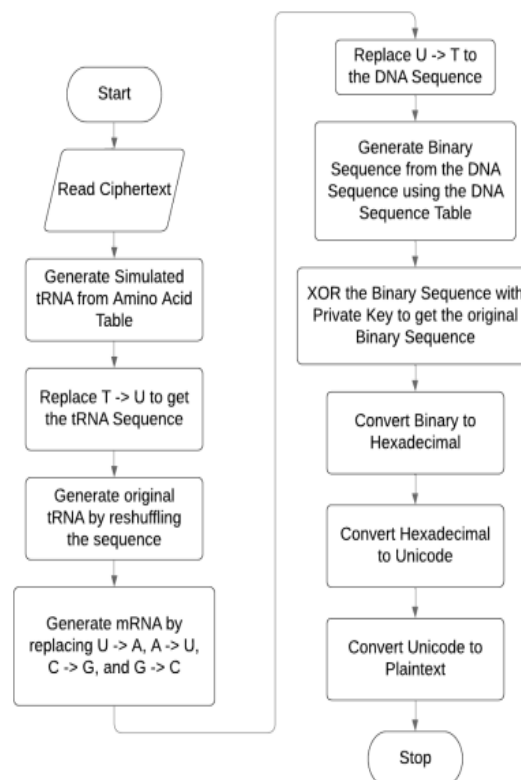 Start
Read Ciphertext
Generate Simulated
tRNA from Amino Acid
Table
Replace T -> U to get
the tRNA Sequence
Generate original
tRNA by reshuffling
the sequence
Generate mRNA by
replacing U -> A, A -> U,
C -> G, and G -> C
Replace U -> T to
the DNA Sequence
Generate Binary
Sequence from the DNA
Sequence using the DNA
Sequence Table
XOR the Binary Sequence with
Private Key to get the original
Binary Sequence
Convert Binary to
Hexadecimal
Convert Hexadecimal
to Unicode
Convert Unicode to
Plaintext
Stop